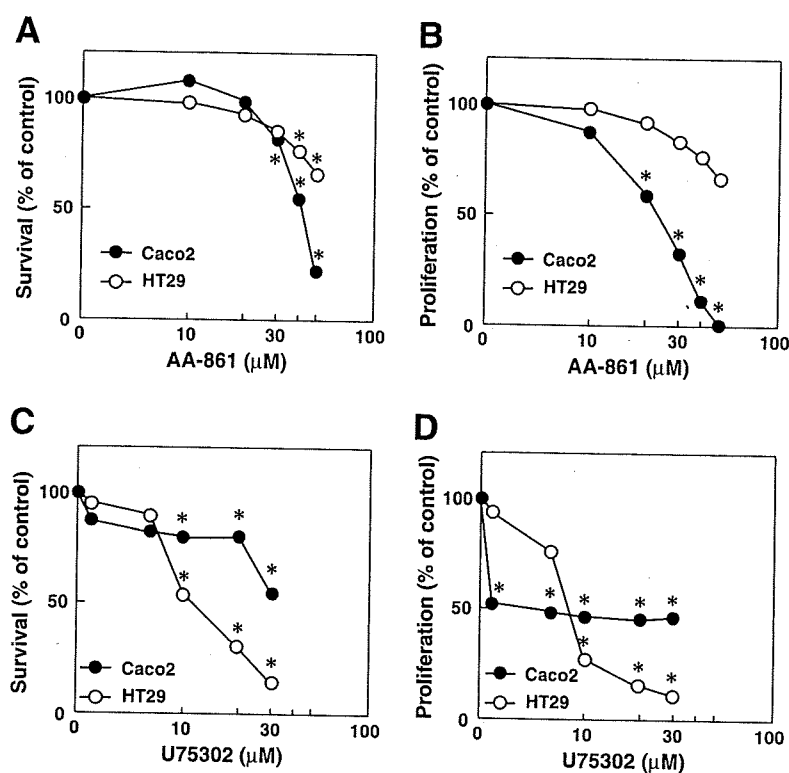 A
Survival (% of control)
100
50
0
* * * * *
Caco2
HT29
0 10 30 100
AA-861 (μM)
B
Proliferation (% of control)
100
50
0
* * * *
Caco2
HT29
0 10 30 100
AA-861 (μM)
C
Survival (% of control)
100
50
0
* * * * * *
Caco2
HT29
0 10 30 100
U75302 (μM)
D
Proliferation (% of control)
100
50
0
* * * * * * * *
Caco2
HT29
0 10 30 100
U75302 (μM)